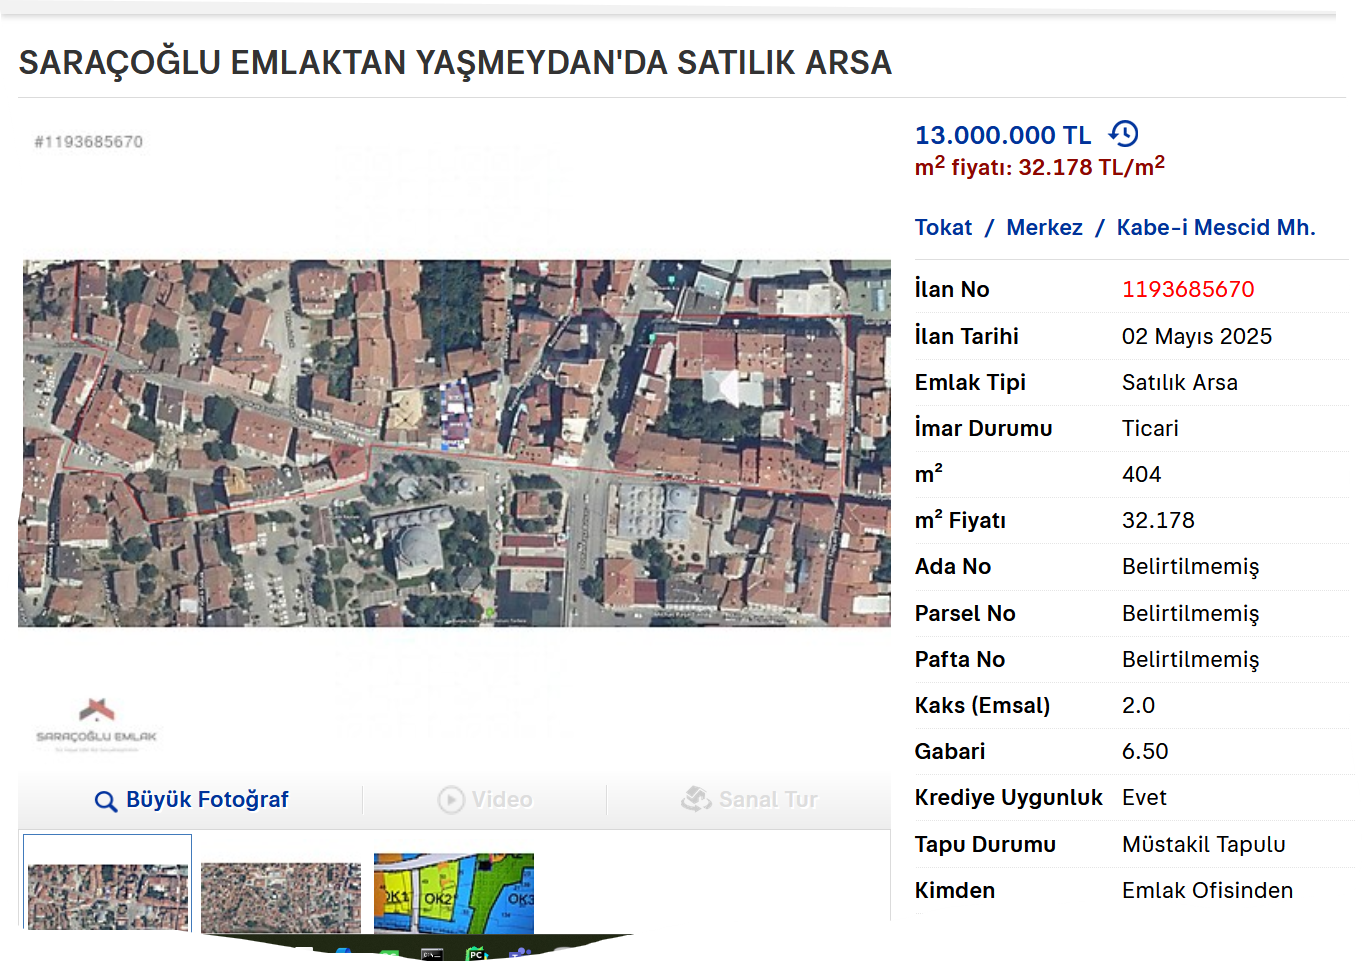 SARAÇOĞLU EMLAKTAN YAŞMEYDAN'DA SATILIK ARSA
#1193685670
13.000.000 TL
m² fiyatı: 32.178 TL/m²
Tokat / Merkez / Kabe-i Mescid Mh.
İlan No 1193685670
İlan Tarihi 02 Mayıs 2025
Emlak Tipi Satılık Arsa
İmar Durumu Ticari
m² 404
m² Fiyatı 32.178
Ada No Belirtilmemiş
Parsel No Belirtilmemiş
Pafta No Belirtilmemiş
Kaks (Emsal) 2.0
Gabari 6.50
Krediye Uygunluk Evet
Tapu Durumu Müstakil Tapulu
Kimden Emlak Ofisinden
SARAÇOĞLU EMLAK
Büyük Fotoğraf
Video
Sanal Tur
OK1
OK2
OK3
PC